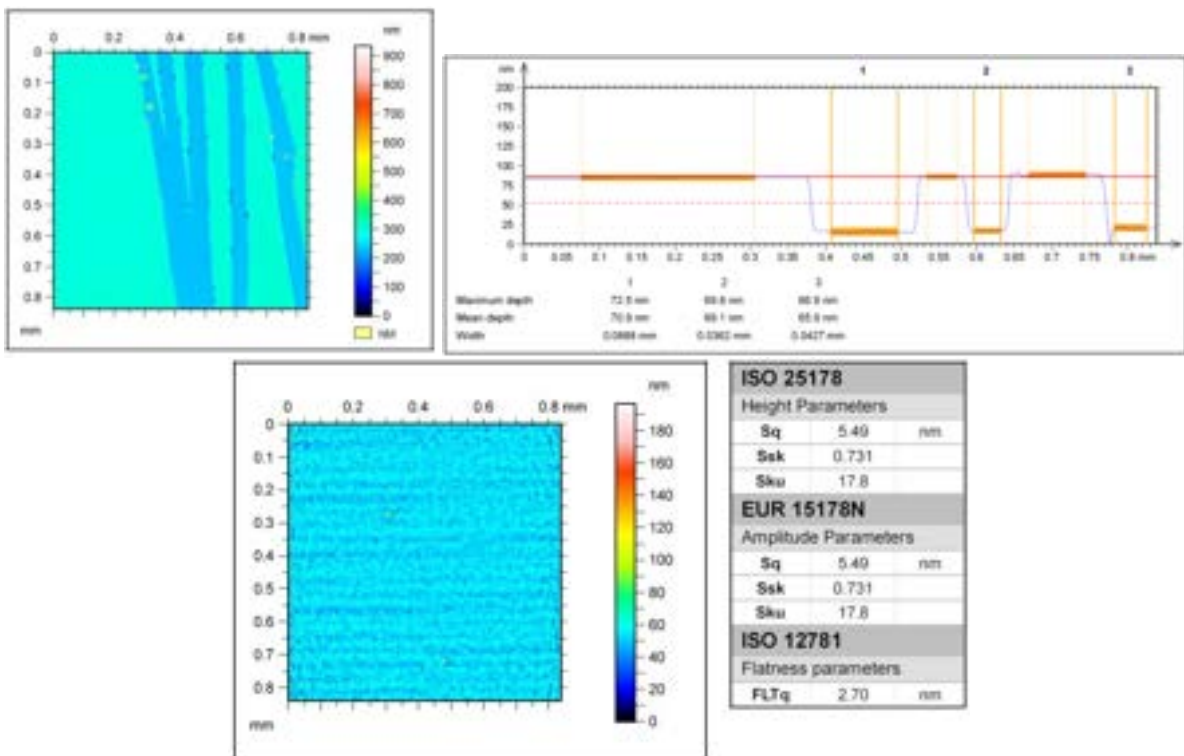 0 0.2 0.4 0.6 0.8 mm nm
0
0.1
0.2
0.3
0.4
0.5
0.6
0.7
0.8
mm
900
800
700
600
500
400
300
200
100
0
nm 1 2 3
200
175
150
125
100
75
50
25
0
0 0.05 0.1 0.15 0.2 0.25 0.3 0.35 0.4 0.45 0.5 0.55 0.6 0.65 0.7 0.75 0.8 mm
1 2 3
Maximum depth 72.5 nm
Mean depth
Width
0 0.2 0.4 0.6 0.8 mm nm
0
0.1
0.2
0.3
0.4
0.5
0.6
0.7
0.8
mm
180
160
140
120
100
80
60
40
20
0
ISO 25178
Height Parameters
Sq 5.49 nm
Ssk 0.731
Sku 17.8
EUR 15178N
Amplitude Parameters
Sq 5.49 nm
Ssk 0.731
Sku 17.8
ISO 12781
Flatness parameters
FLTq 2.70 nm